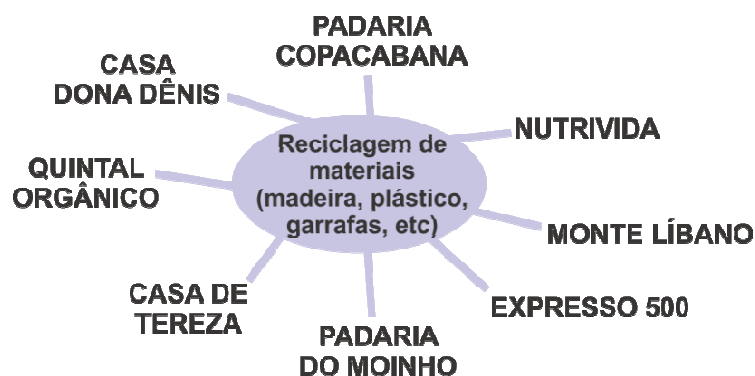 PADARIA
COPACABANA
CASA
DONA DÊNIS
NUTRIVIDA
Reciclagem de
materiais
(madeira, plástico,
garrafas, etc)
QUINTAL
ORGÂNICO
MONTE LÍBANO
CASA DE
TEREZA
EXPRESSO 500
PADARIA
DO MOINHO